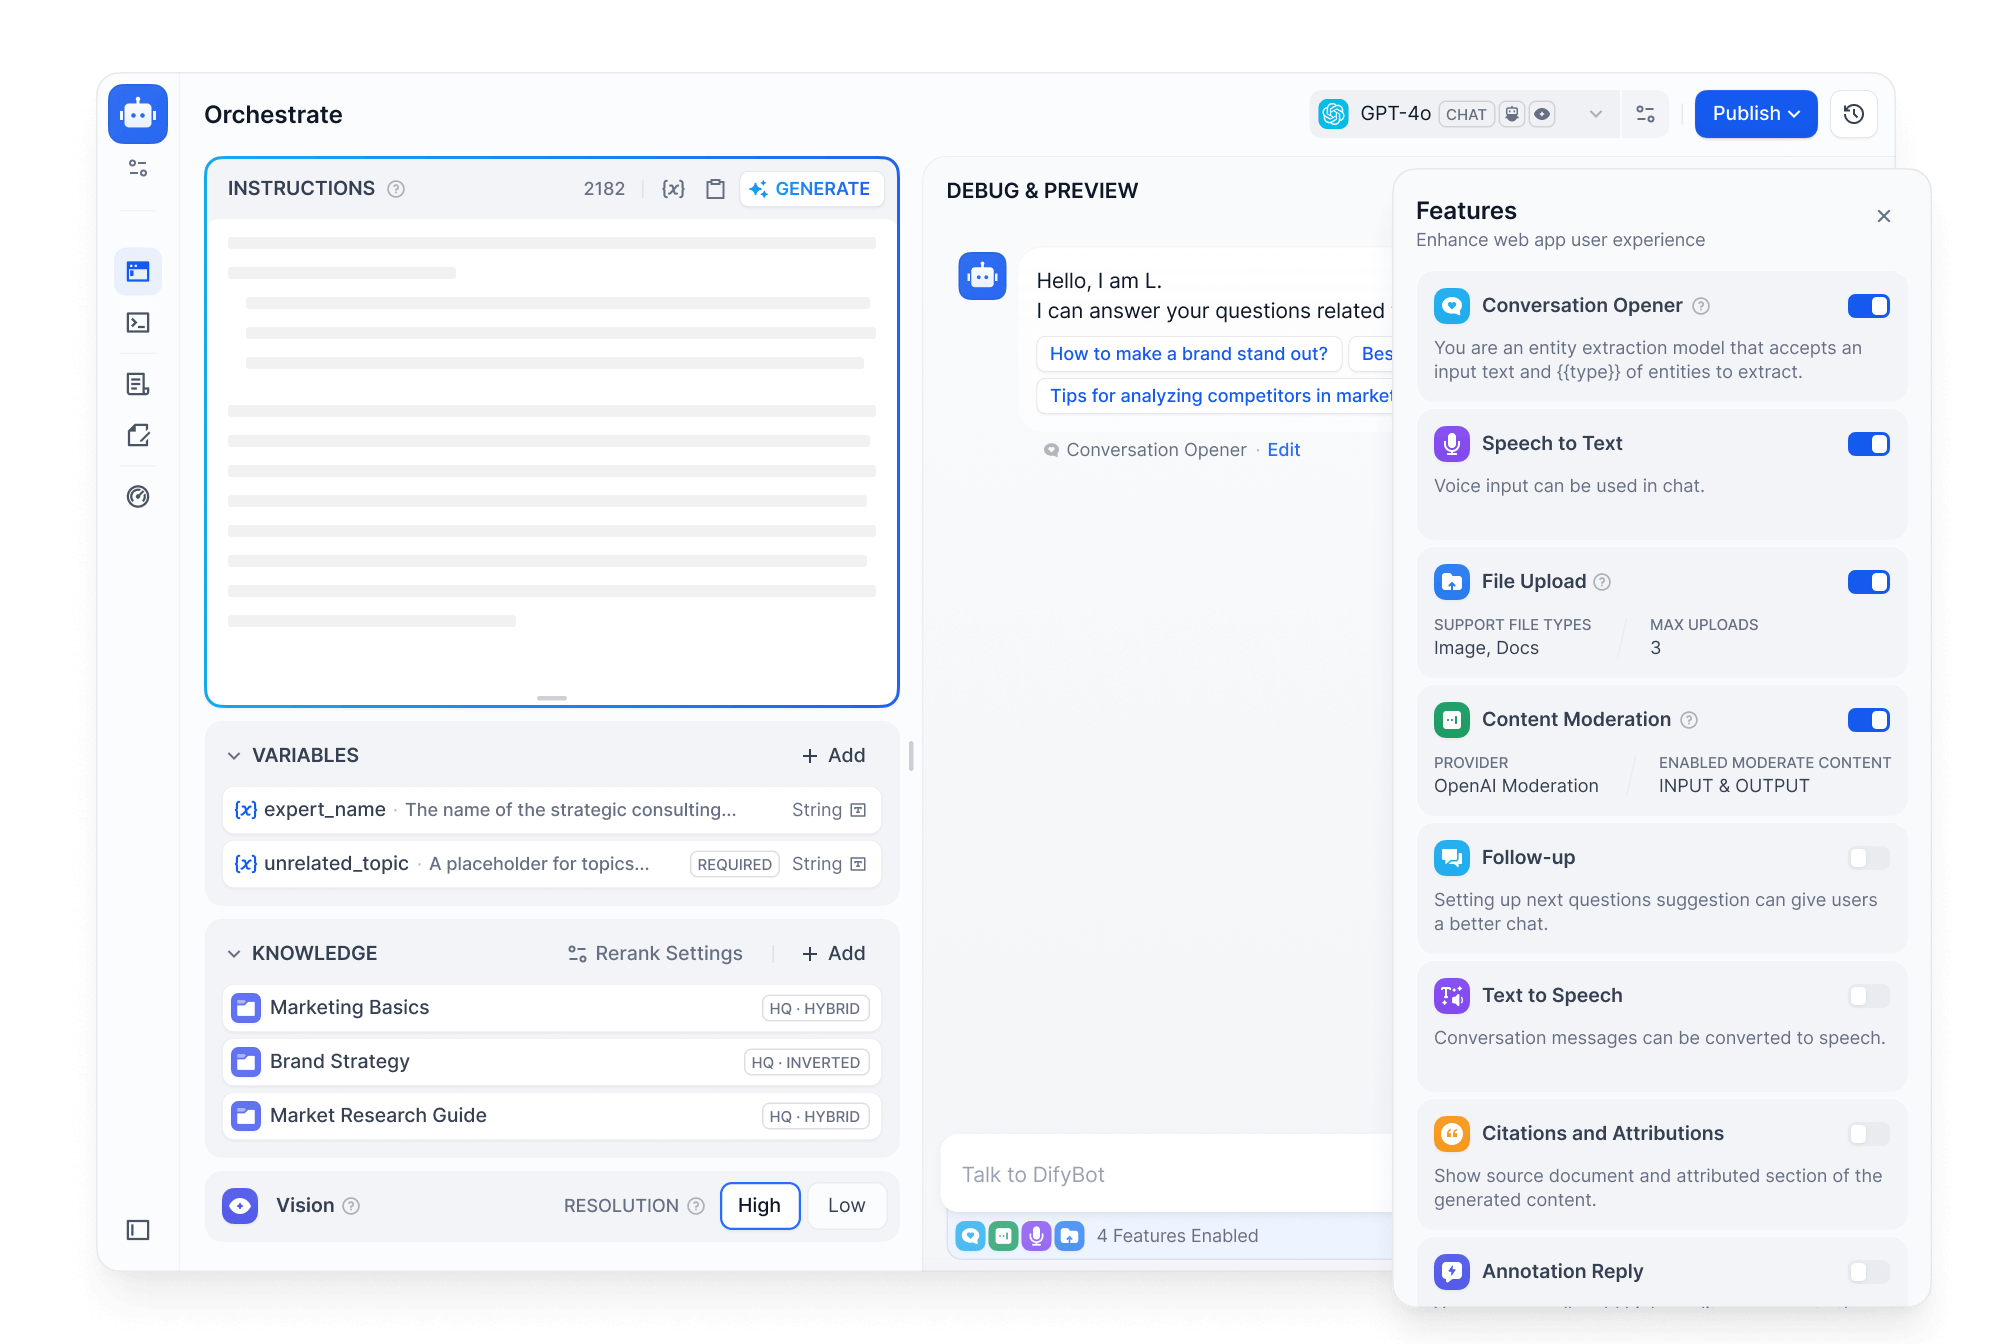 Orchestrate
GPT-4o CHAT
Publish
INSTRUCTIONS
2182
{x}
GENERATE
VARIABLES
+ Add
{x} expert_name · The name of the strategic consulting... String
{x} unrelated_topic · A placeholder for topics... REQUIRED String
KNOWLEDGE
Rerank Settings
+ Add
Marketing Basics HQ · HYBRID
Brand Strategy HQ · INVERTED
Market Research Guide HQ · HYBRID
Vision
RESOLUTION
High
Low
DEBUG & PREVIEW
Hello, I am L.
I can answer your questions related
How to make a brand stand out?
Bes
Tips for analyzing competitors in market
Conversation Opener · Edit
Talk to DifyBot
4 Features Enabled
Features
Enhance web app user experience
Conversation Opener
You are an entity extraction model that accepts an
input text and {{type}} of entities to extract.
Speech to Text
Voice input can be used in chat.
File Upload
SUPPORT FILE TYPES
Image, Docs
MAX UPLOADS
3
Content Moderation
PROVIDER
OpenAI Moderation
ENABLED MODERATE CONTENT
INPUT & OUTPUT
Follow-up
Setting up next questions suggestion can give users
a better chat.
Text to Speech
Conversation messages can be converted to speech.
Citations and Attributions
Show source document and attributed section of the
generated content.
Annotation Reply